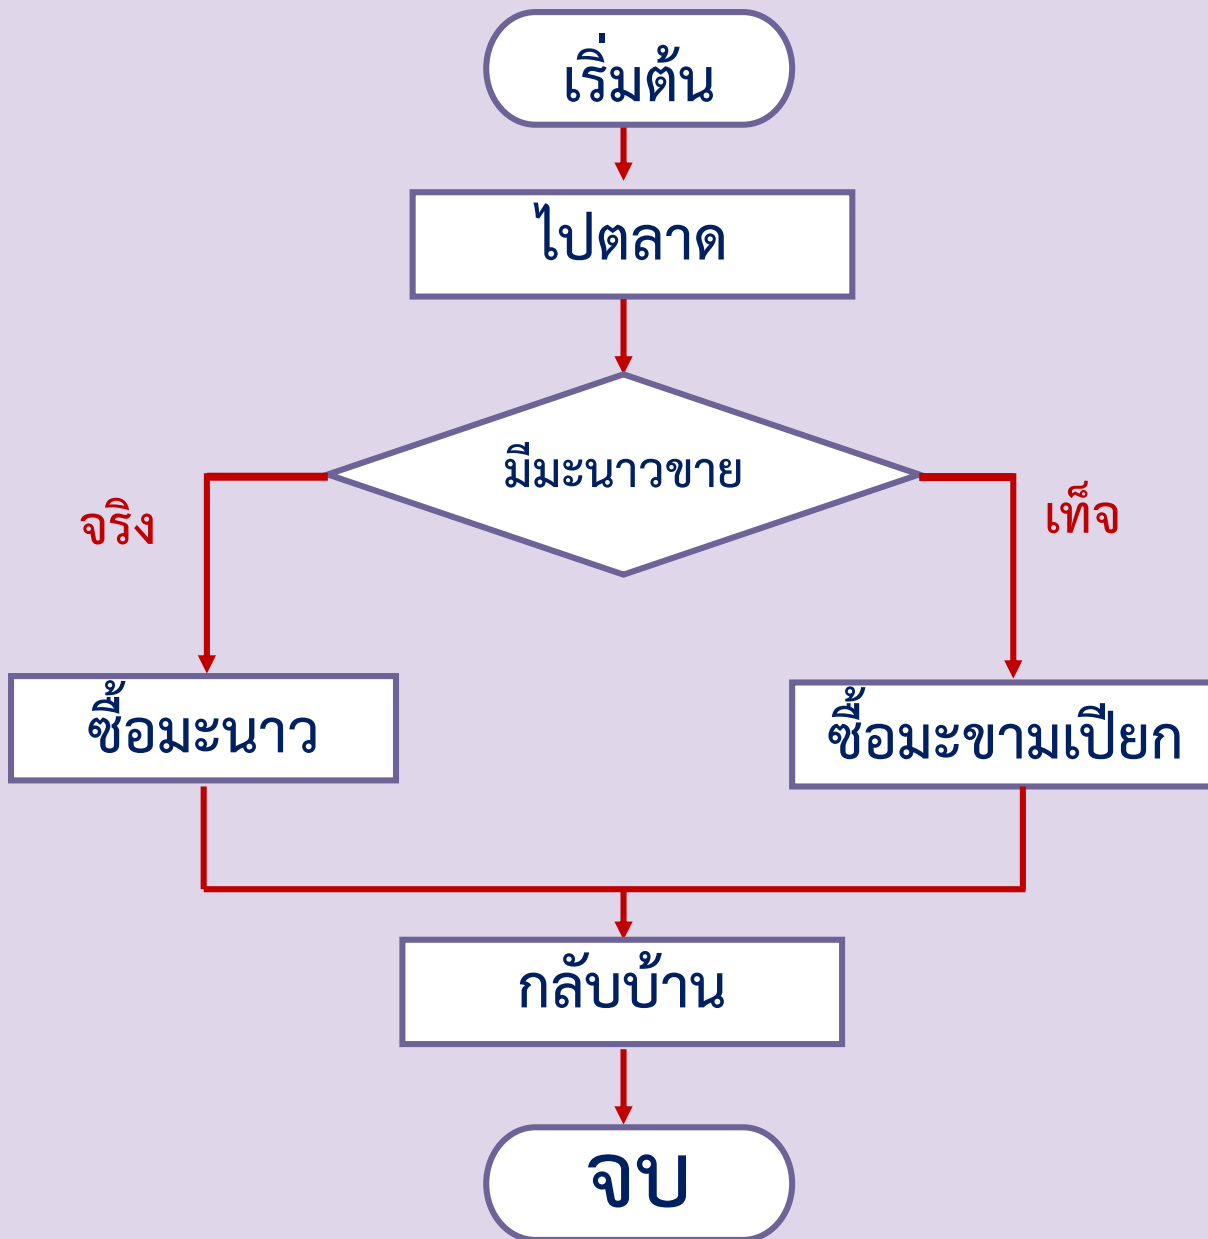 เริ่มต้น
ไปตลาด
มีมะนาวขาย
จริง
เท็จ
ซื้อมะนาว
ซื้อมะขามเปียก
กลับบ้าน
จบ